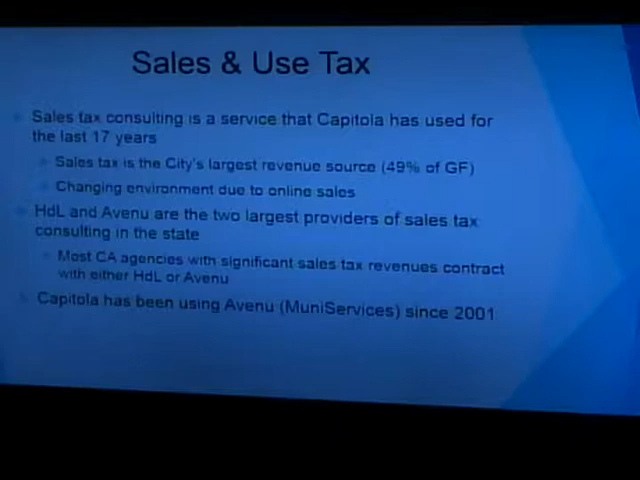 Sales & Use Tax
Sales tax consulting is a service that Capitola has used for
the last 17 years
Sales tax is the City's largest revenue source (49% of GF)
Changing environment due to online sales
HdL and Avenu are the two largest providers of sales tax
consulting in the state
Most CA agencies with significant sales tax revenues contract
with either HdL or Avenu
Capitola has been using Avenu (MuniServices) since 2001